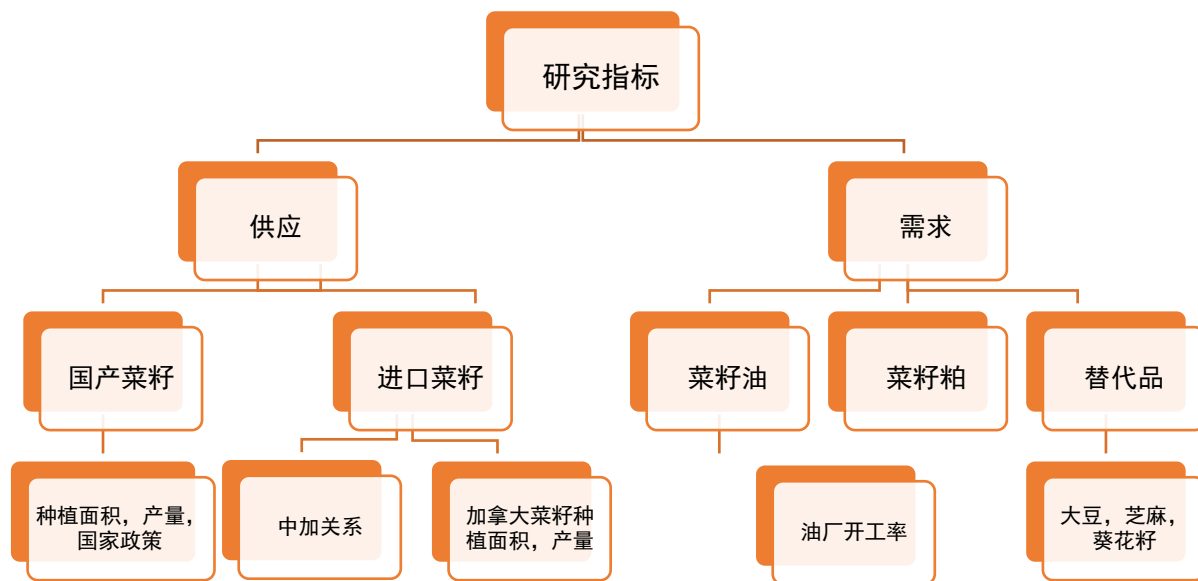 研究指标
供应
需求
国产菜籽
进口菜籽
菜籽油
菜籽粕
替代品
种植面积，产量，
国家政策
中加关系
加拿大菜籽种
植面积，产量
油厂开工率
大豆，芝麻，
葵花籽